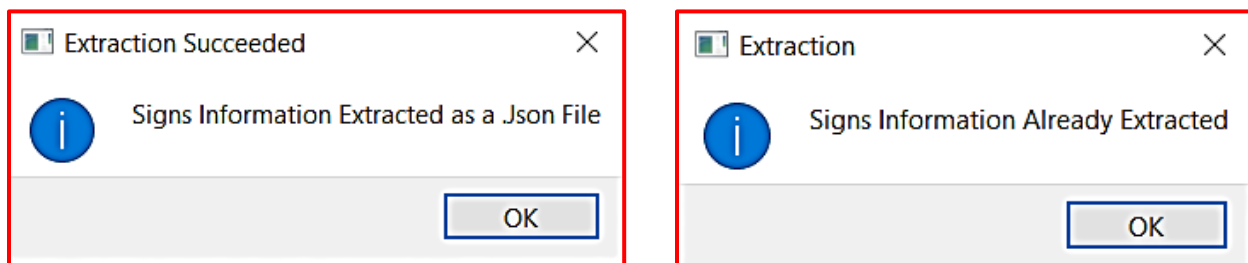 Extraction Succeeded
Signs Information Extracted as a .Json File
OK
Extraction
Signs Information Already Extracted
OK